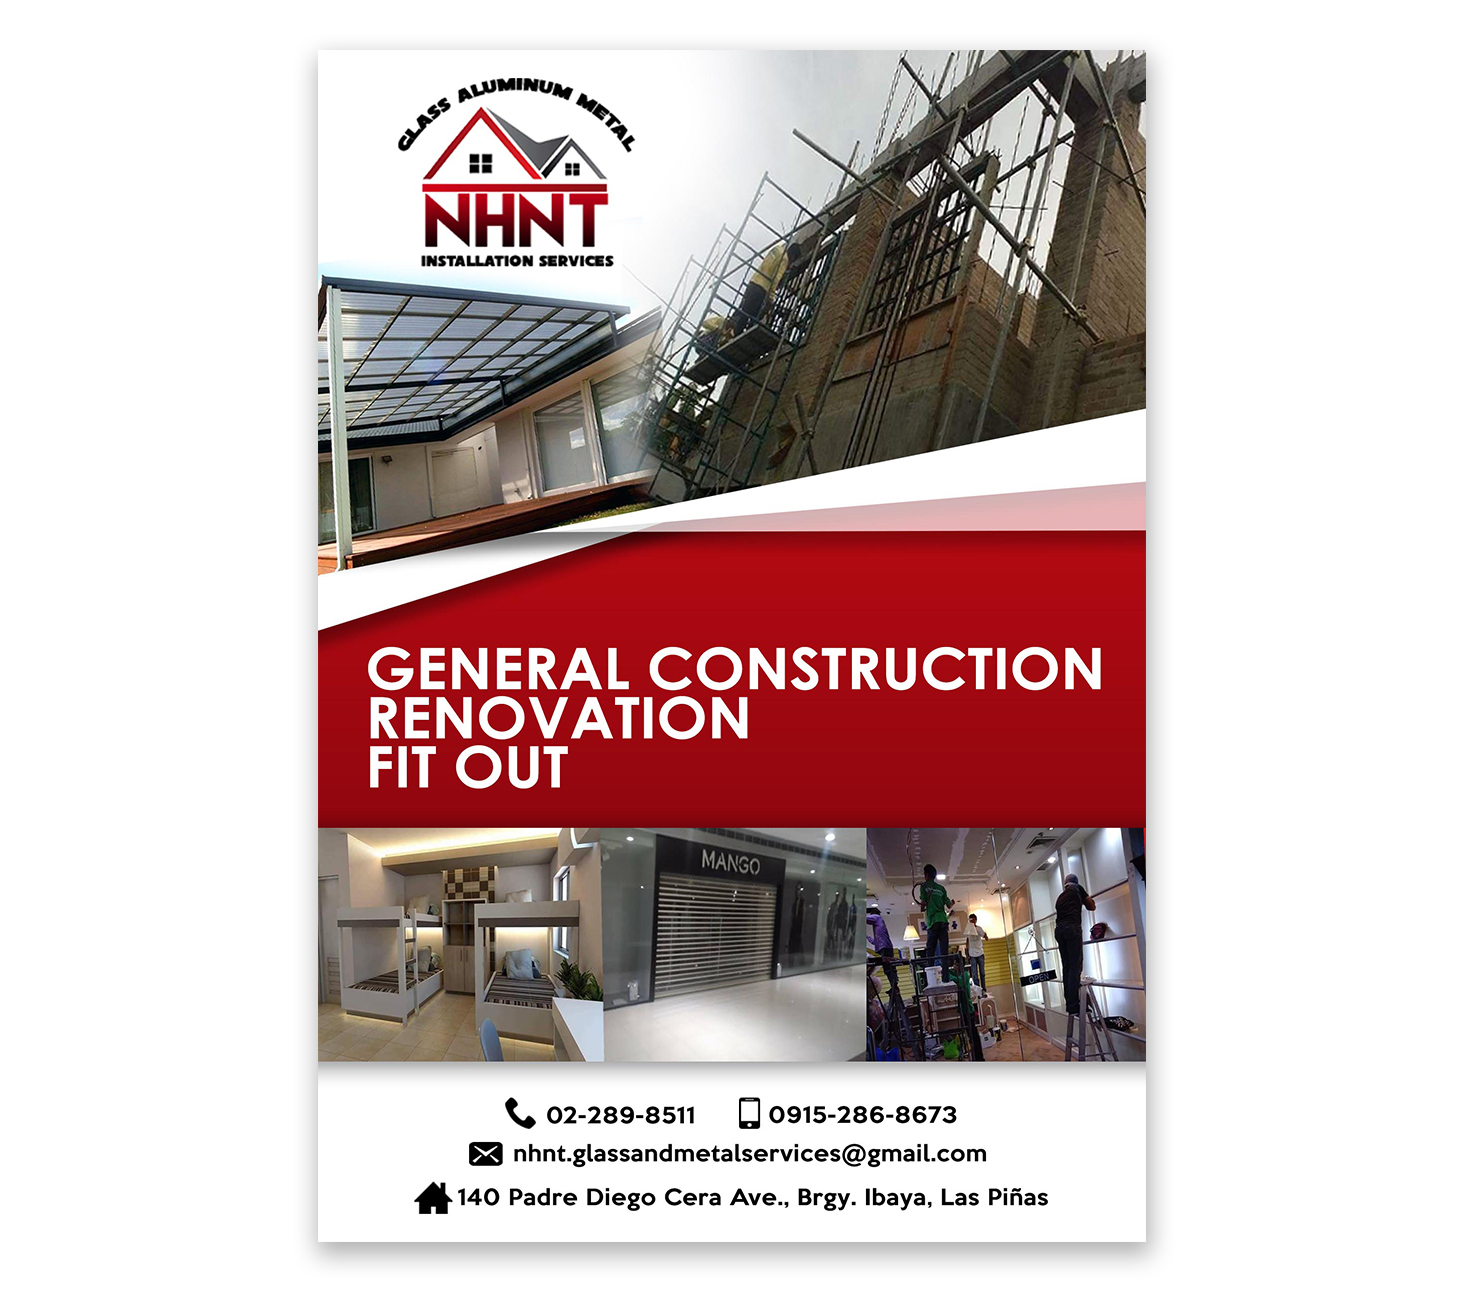 GLASS ALUMINUM METAL
NHNT
INSTALLATION SERVICES
GENERAL CONSTRUCTION
RENOVATION
FIT OUT
MANGO
OPEN
02-289-8511 0915-286-8673
nhnt.glassandmetalservices@gmail.com
140 Padre Diego Cera Ave., Brgy. Ibaya, Las Piñas